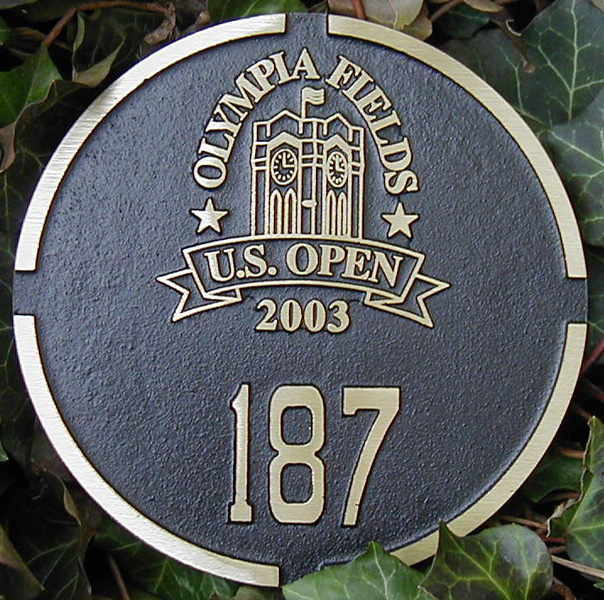 OLYMPIA FIELDS
U.S. OPEN
2003
187